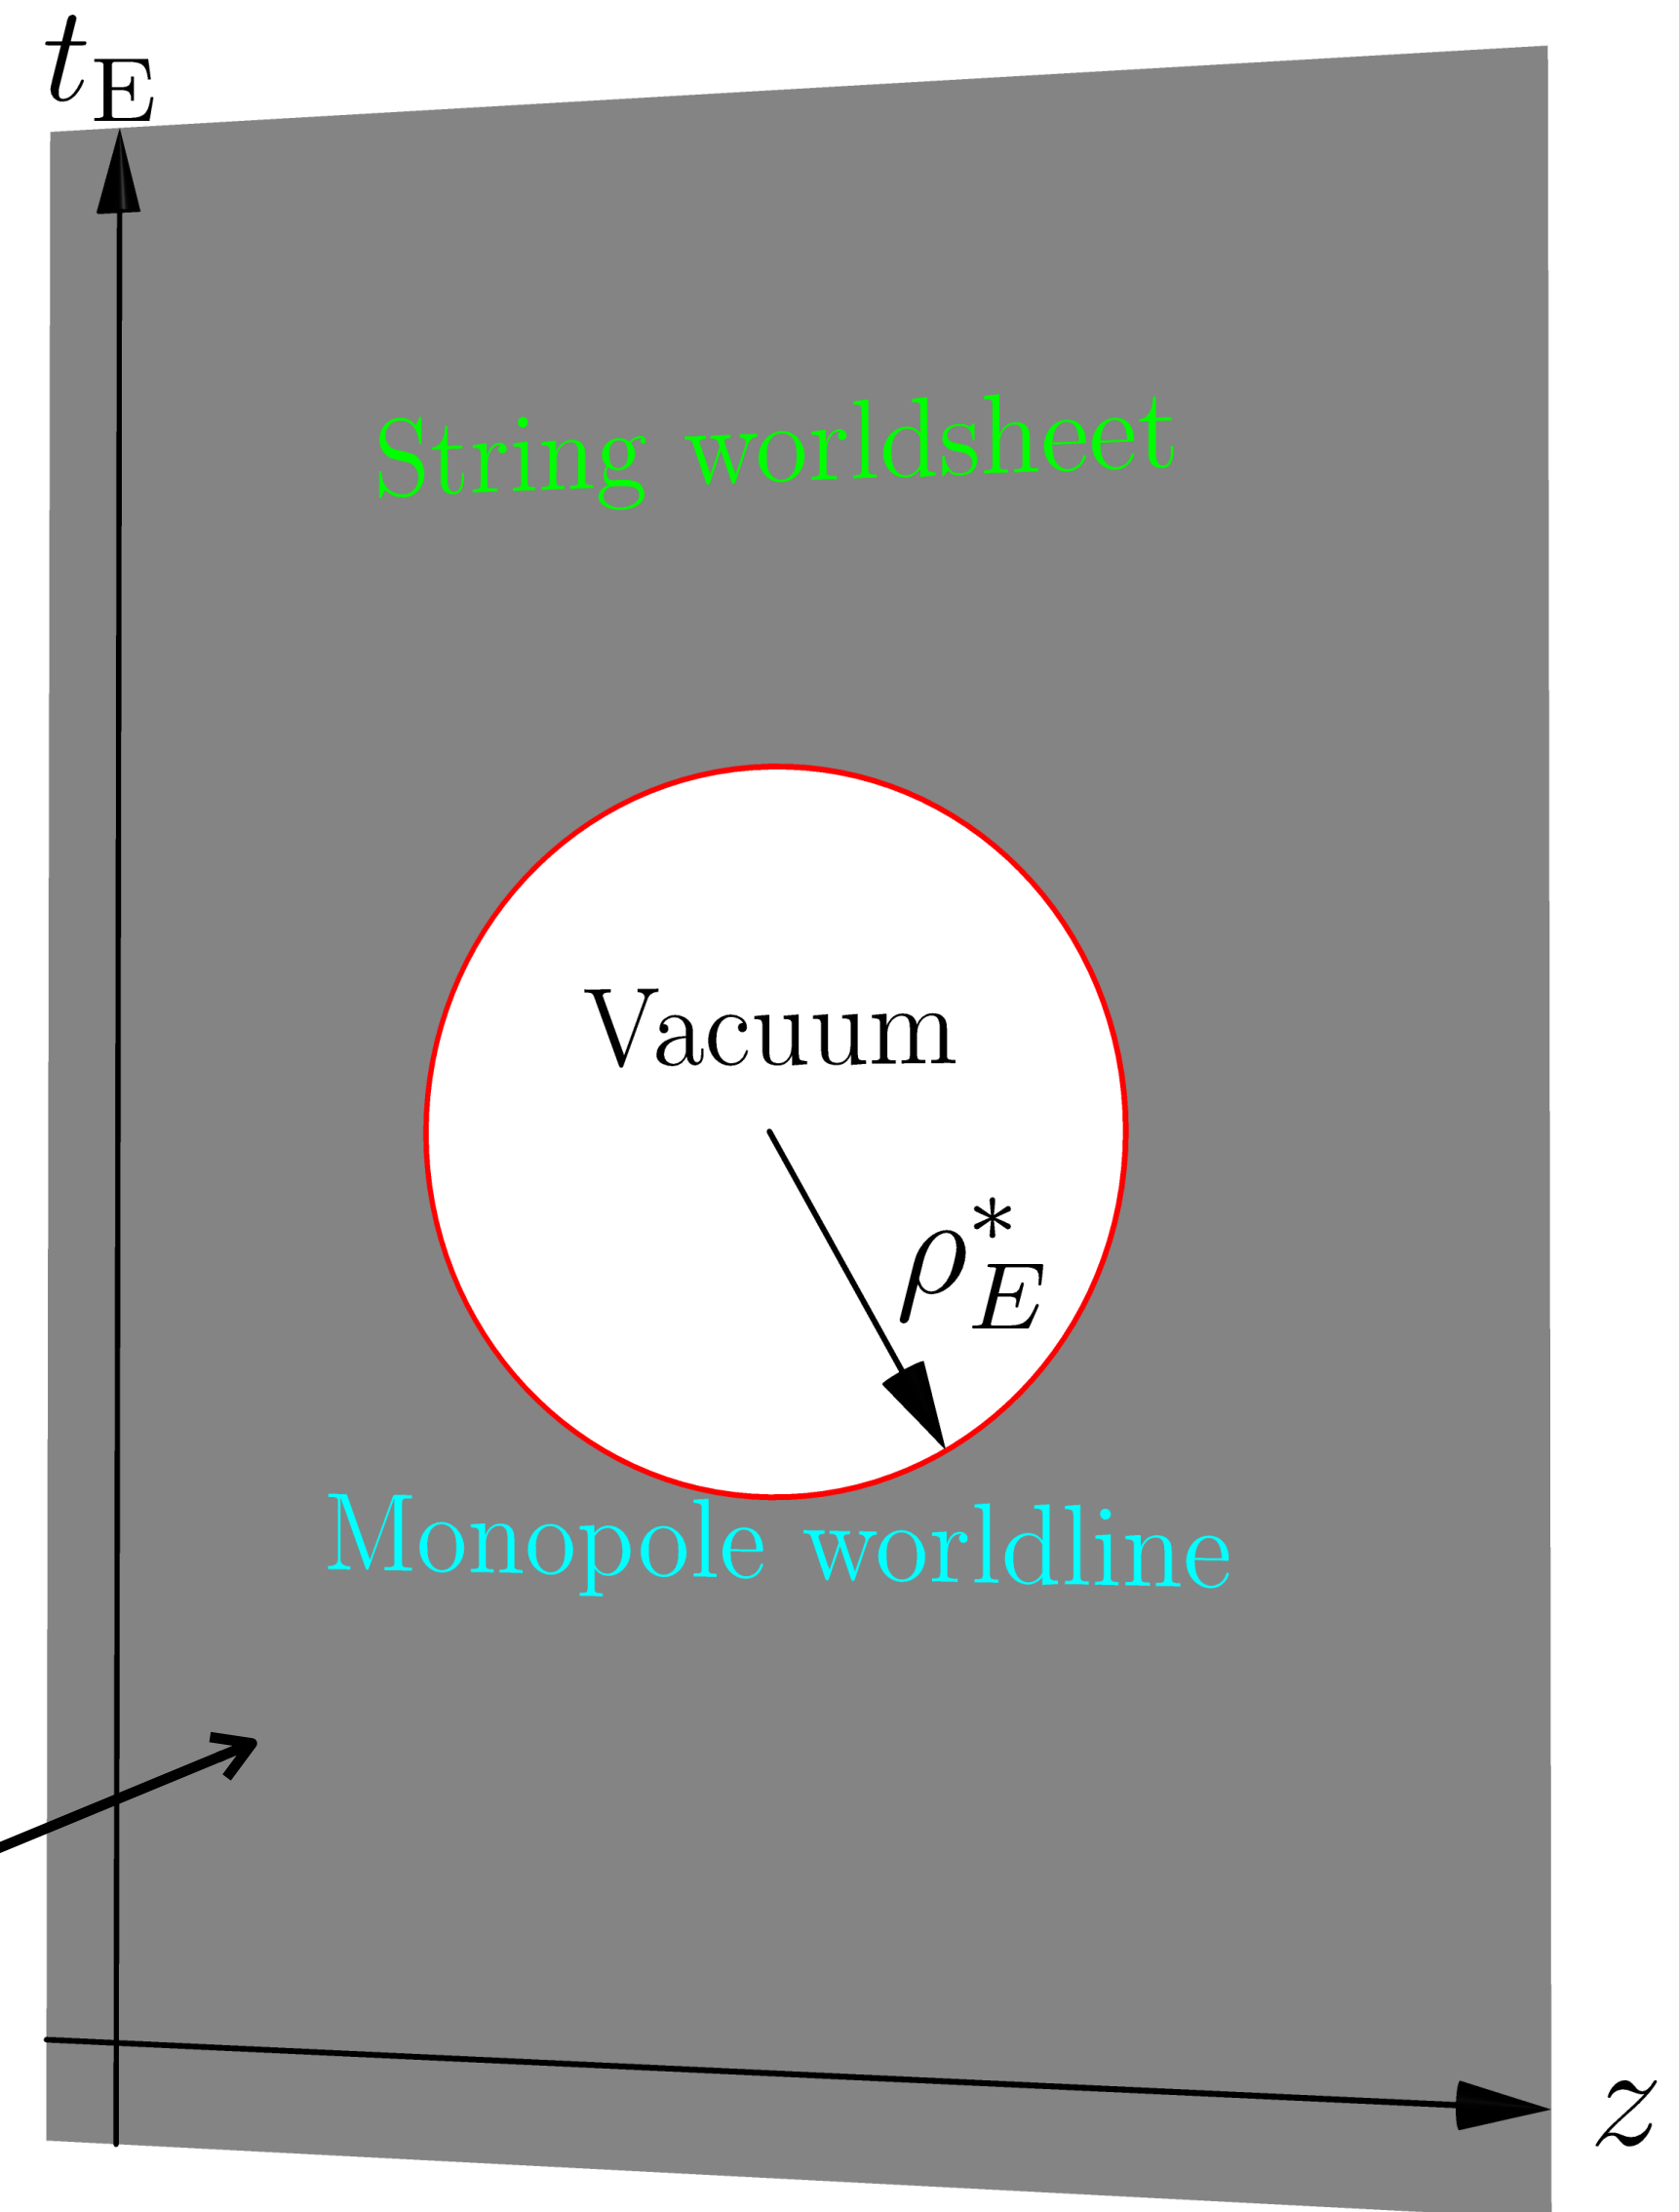 t_E
String worldsheet
Vacuum
ρ*_E
Monopole worldline
z